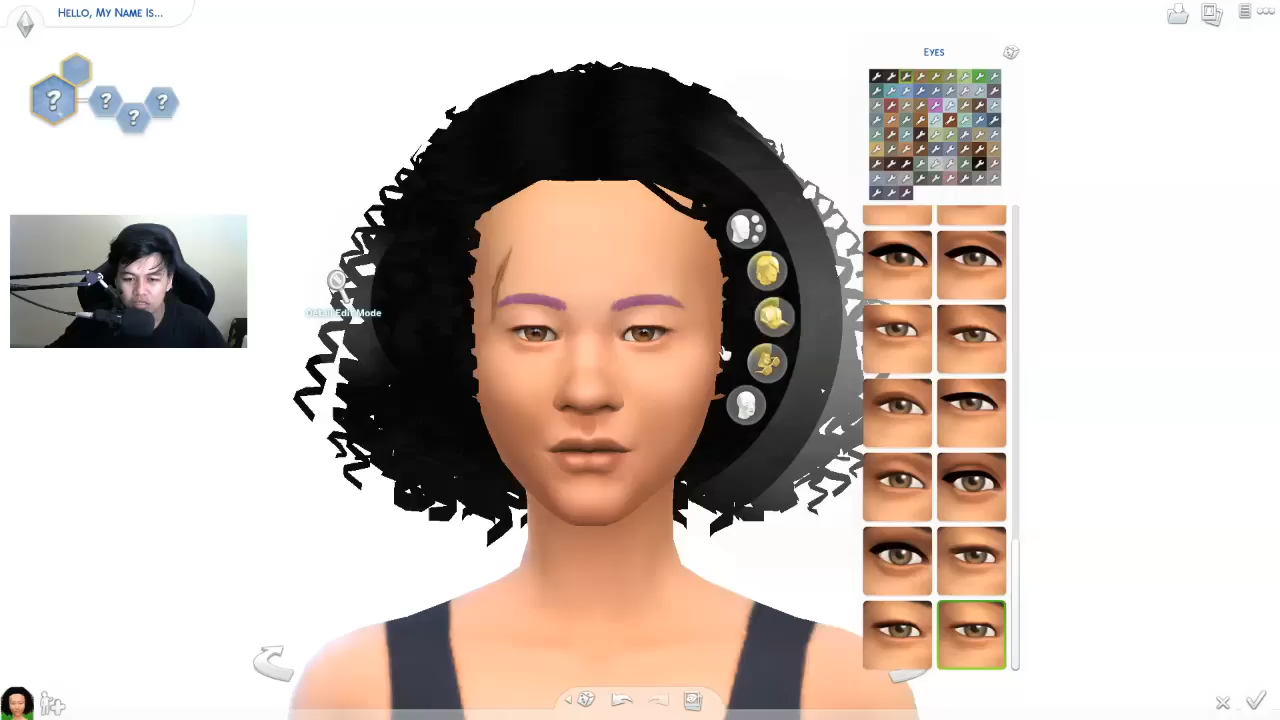 Hello, My Name Is...
Eyes
?
? ? ?
Detail Edit Mode